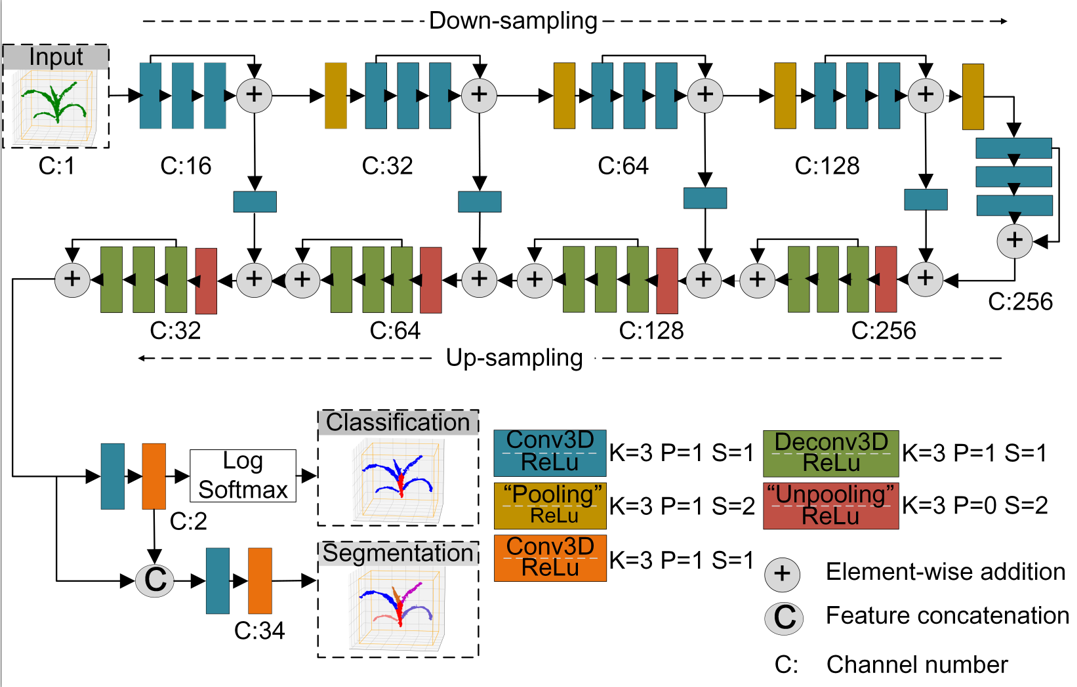 Down-sampling
Input
+ + + +
C:1 C:16 C:32 C:64 C:128
+
+ + + + + + + +
C:32 C:64 C:128 C:256 C:256
Up-sampling
Classification
Log
Softmax
C:2
Segmentation
C
C:34
Conv3D
ReLu
K=3 P=1 S=1
Deconv3D
ReLu
K=3 P=1 S=1
“Pooling”
ReLu
K=3 P=1 S=2
“Unpooling”
ReLu
K=3 P=0 S=2
Conv3D
ReLu
K=3 P=1 S=1
+ Element-wise addition
C Feature concatenation
C: Channel number